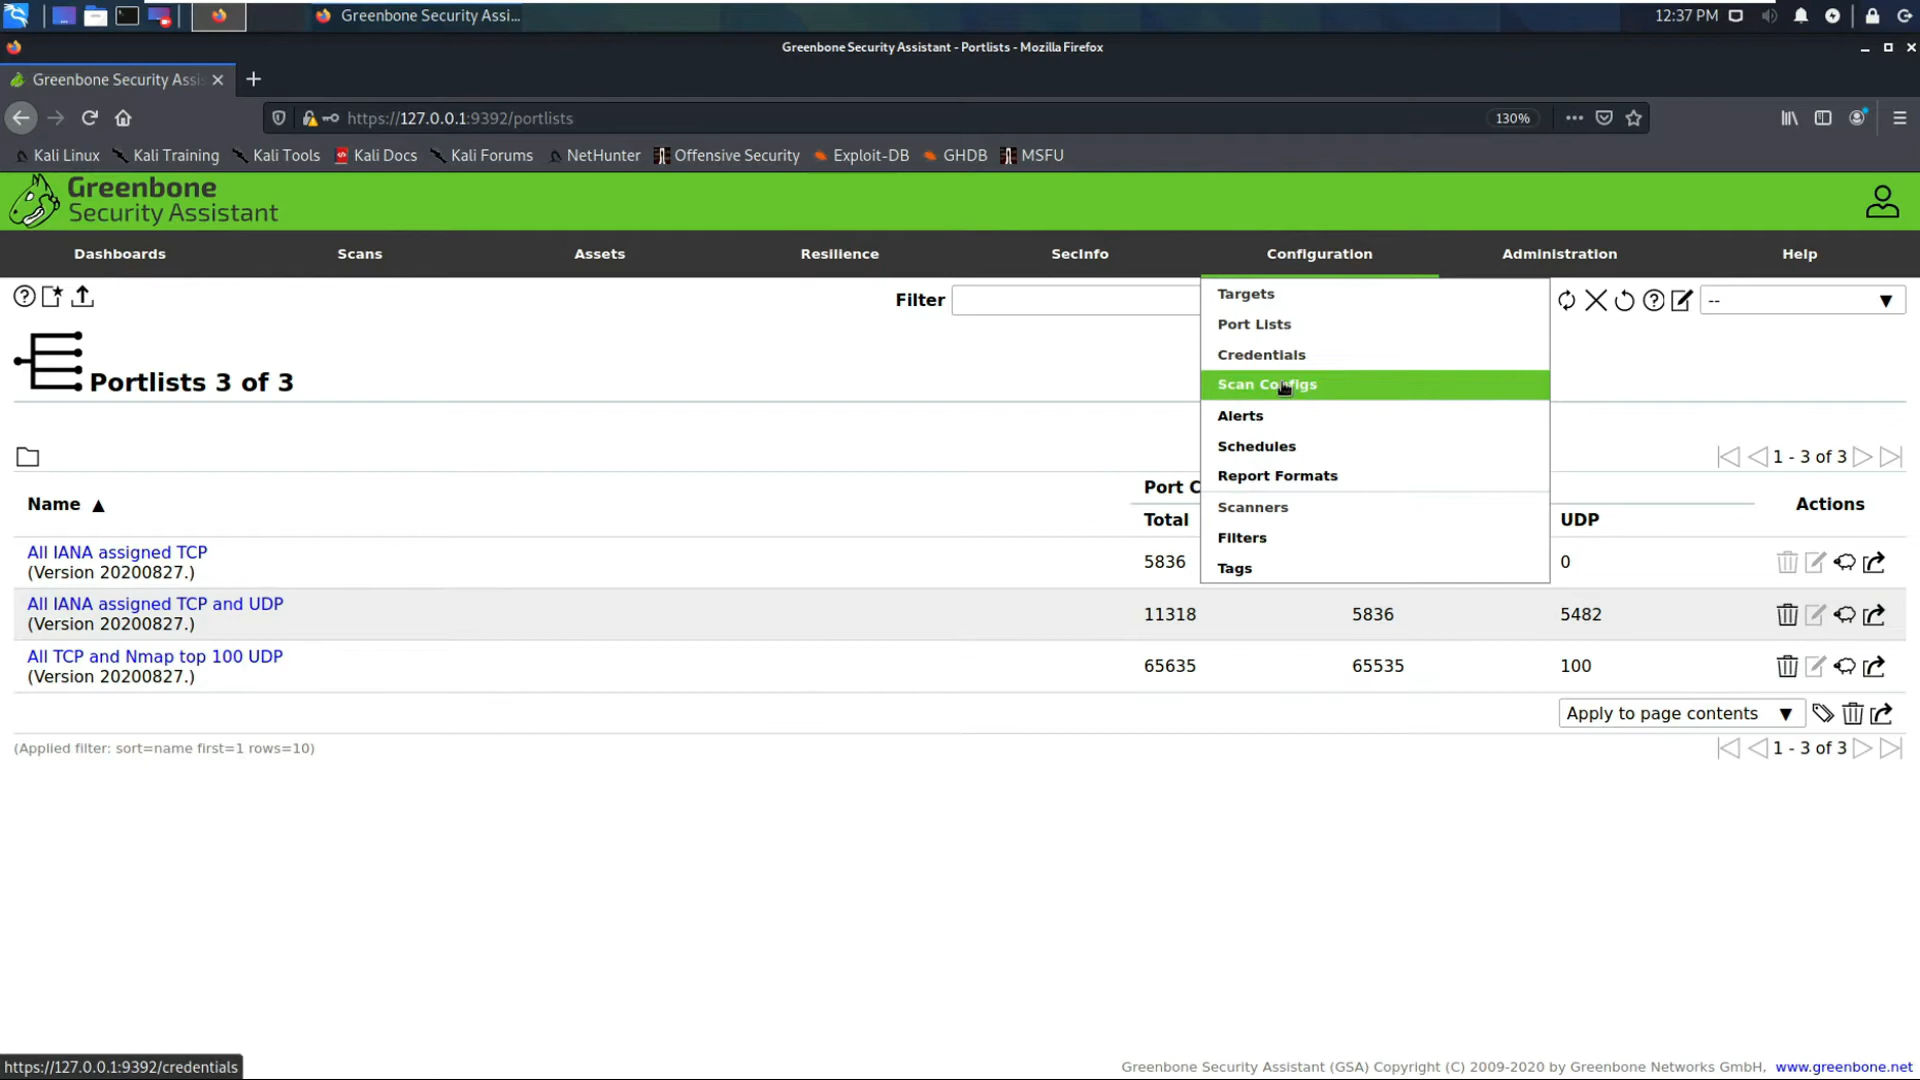 Greenbone Security Assi...
12:37 PM
Greenbone Security Assistant - Portlists - Mozilla Firefox
Greenbone Security Assis
https://127.0.0.1:9392/portlists
130%
Kali Linux
Kali Training
Kali Tools
Kali Docs
Kali Forums
NetHunter
Offensive Security
Exploit-DB
GHDB
MSFU
Greenbone
Security Assistant
Dashboards
Scans
Assets
Resilience
SecInfo
Configuration
Administration
Help
Filter
--
Targets
Port Lists
Credentials
Scan Configs
Alerts
Schedules
Report Formats
Scanners
Filters
Tags
Portlists 3 of 3
1 - 3 of 3
Name ▲
Port C
Total
UDP
Actions
All IANA assigned TCP
(Version 20200827.)
5836
0
All IANA assigned TCP and UDP
(Version 20200827.)
11318
5836
5482
All TCP and Nmap top 100 UDP
(Version 20200827.)
65635
65535
100
Apply to page contents ▼
(Applied filter: sort=name first=1 rows=10)
1 - 3 of 3
https://127.0.0.1:9392/credentials
Greenbone Security Assistant (GSA) Copyright (C) 2009-2020 by Greenbone Networks GmbH, www.greenbone.net